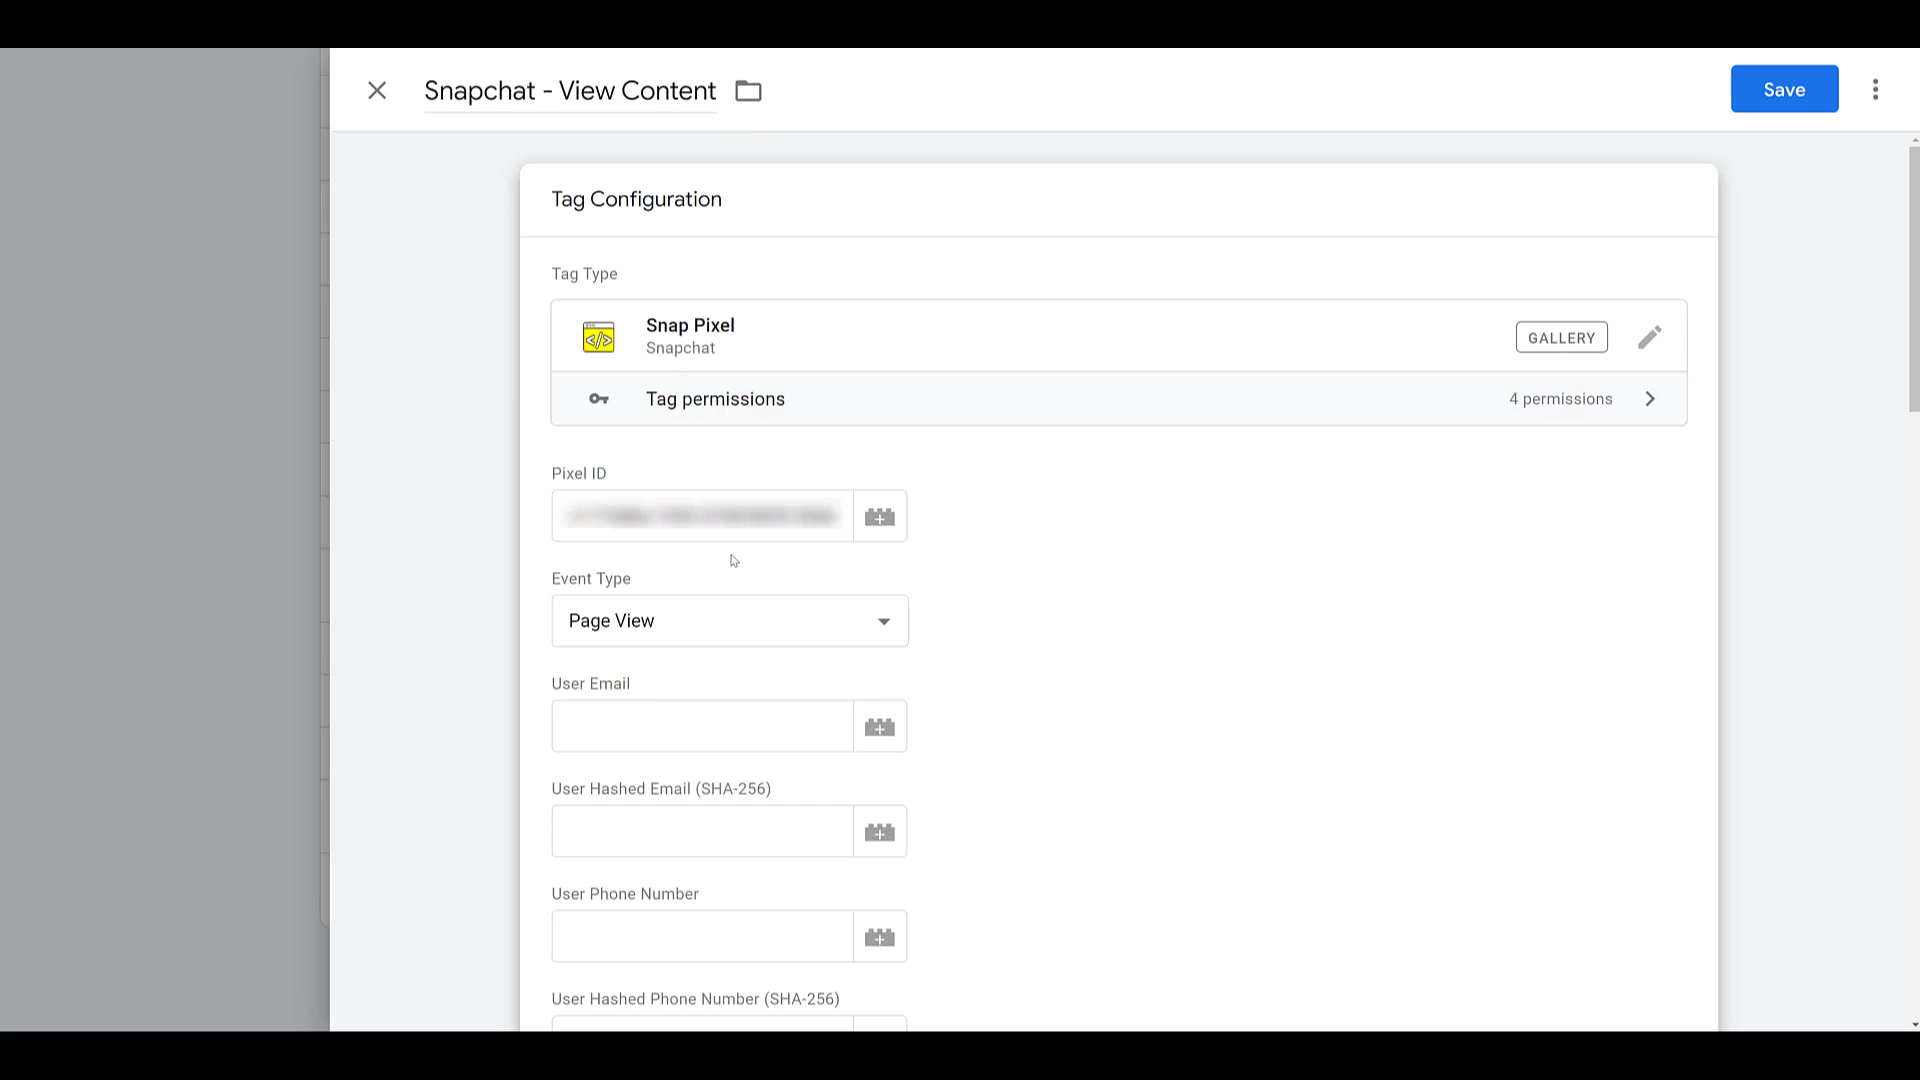 Snapchat - View Content
Save
Tag Configuration
Tag Type
Snap Pixel
Snapchat
GALLERY
Tag permissions
4 permissions
Pixel ID
Event Type
Page View
User Email
User Hashed Email (SHA-256)
User Phone Number
User Hashed Phone Number (SHA-256)